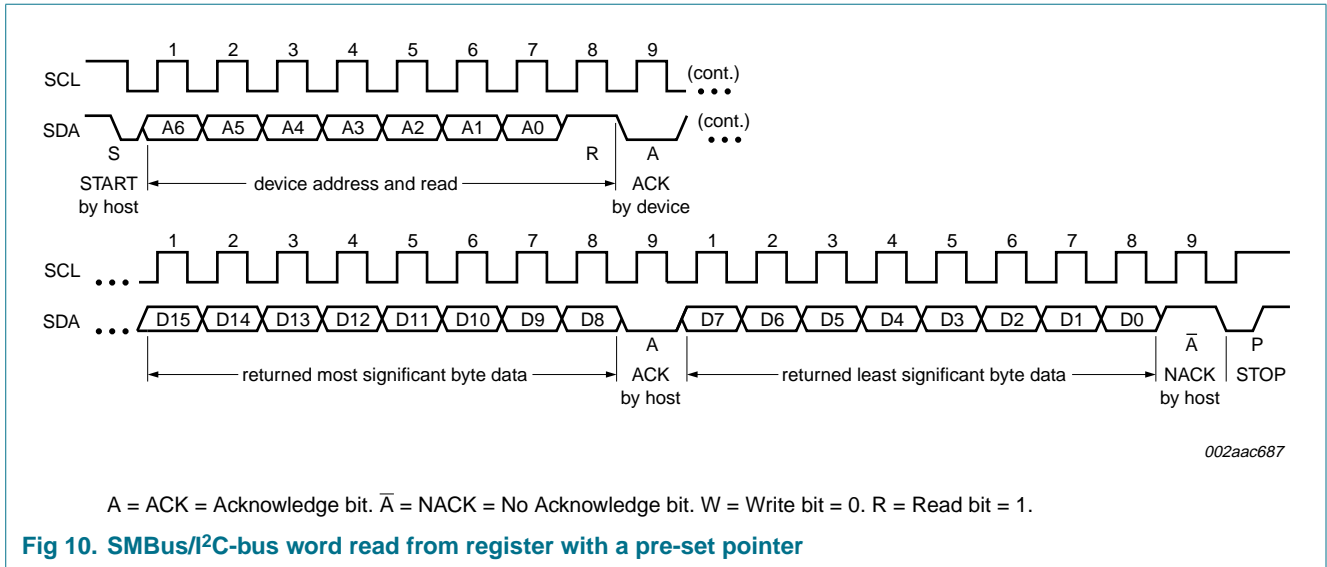 1 2 3 4 5 6 7 8 9
SCL (cont.)
SDA A6 A5 A4 A3 A2 A1 A0 (cont.)
S R A
START device address and read ACK
by host by device
1 2 3 4 5 6 7 8 9 1 2 3 4 5 6 7 8 9
SCL
SDA D15 D14 D13 D12 D11 D10 D9 D8 D7 D6 D5 D4 D3 D2 D1 D0
A A̅ P
returned most significant byte data ACK returned least significant byte data NACK STOP
by host by host
002aac687
A = ACK = Acknowledge bit. A̅ = NACK = No Acknowledge bit. W = Write bit = 0. R = Read bit = 1.
Fig 10. SMBus/I²C-bus word read from register with a pre-set pointer